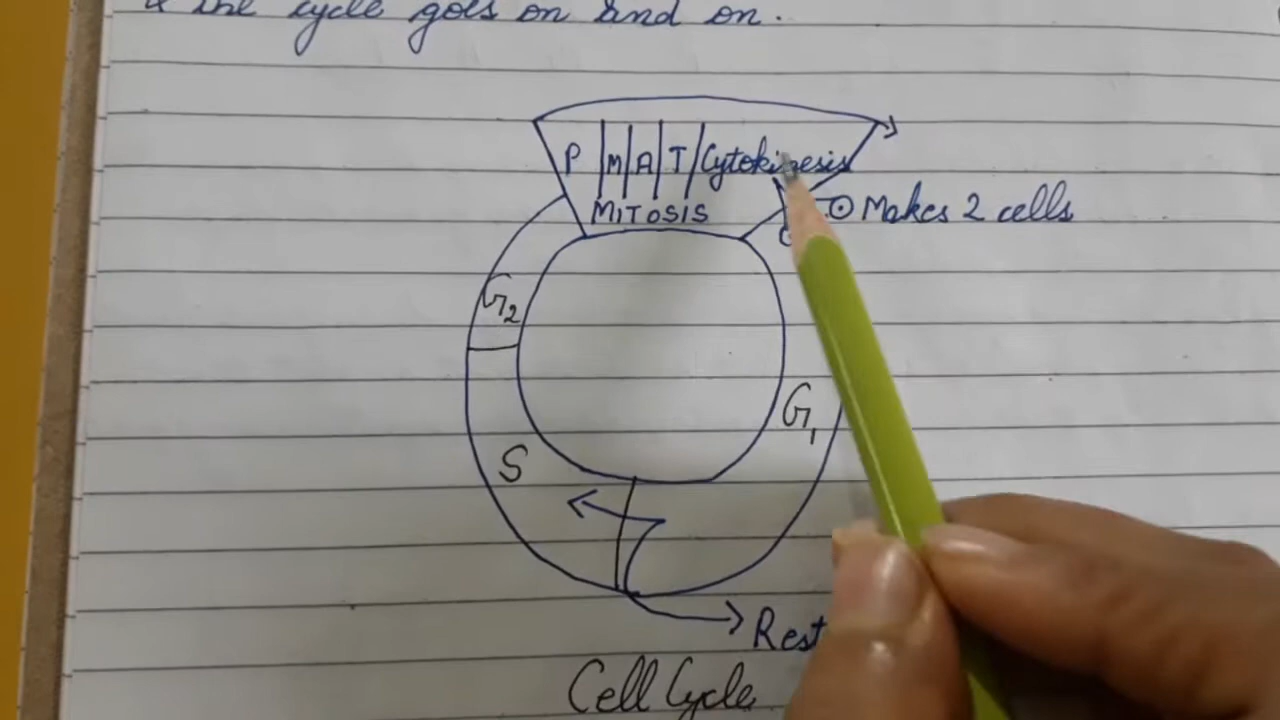 & the cycle goes on and on.
P M A T Cytokinesis
MITOSIS
Makes 2 cells
G2
G1
S
Rest
Cell Cycle